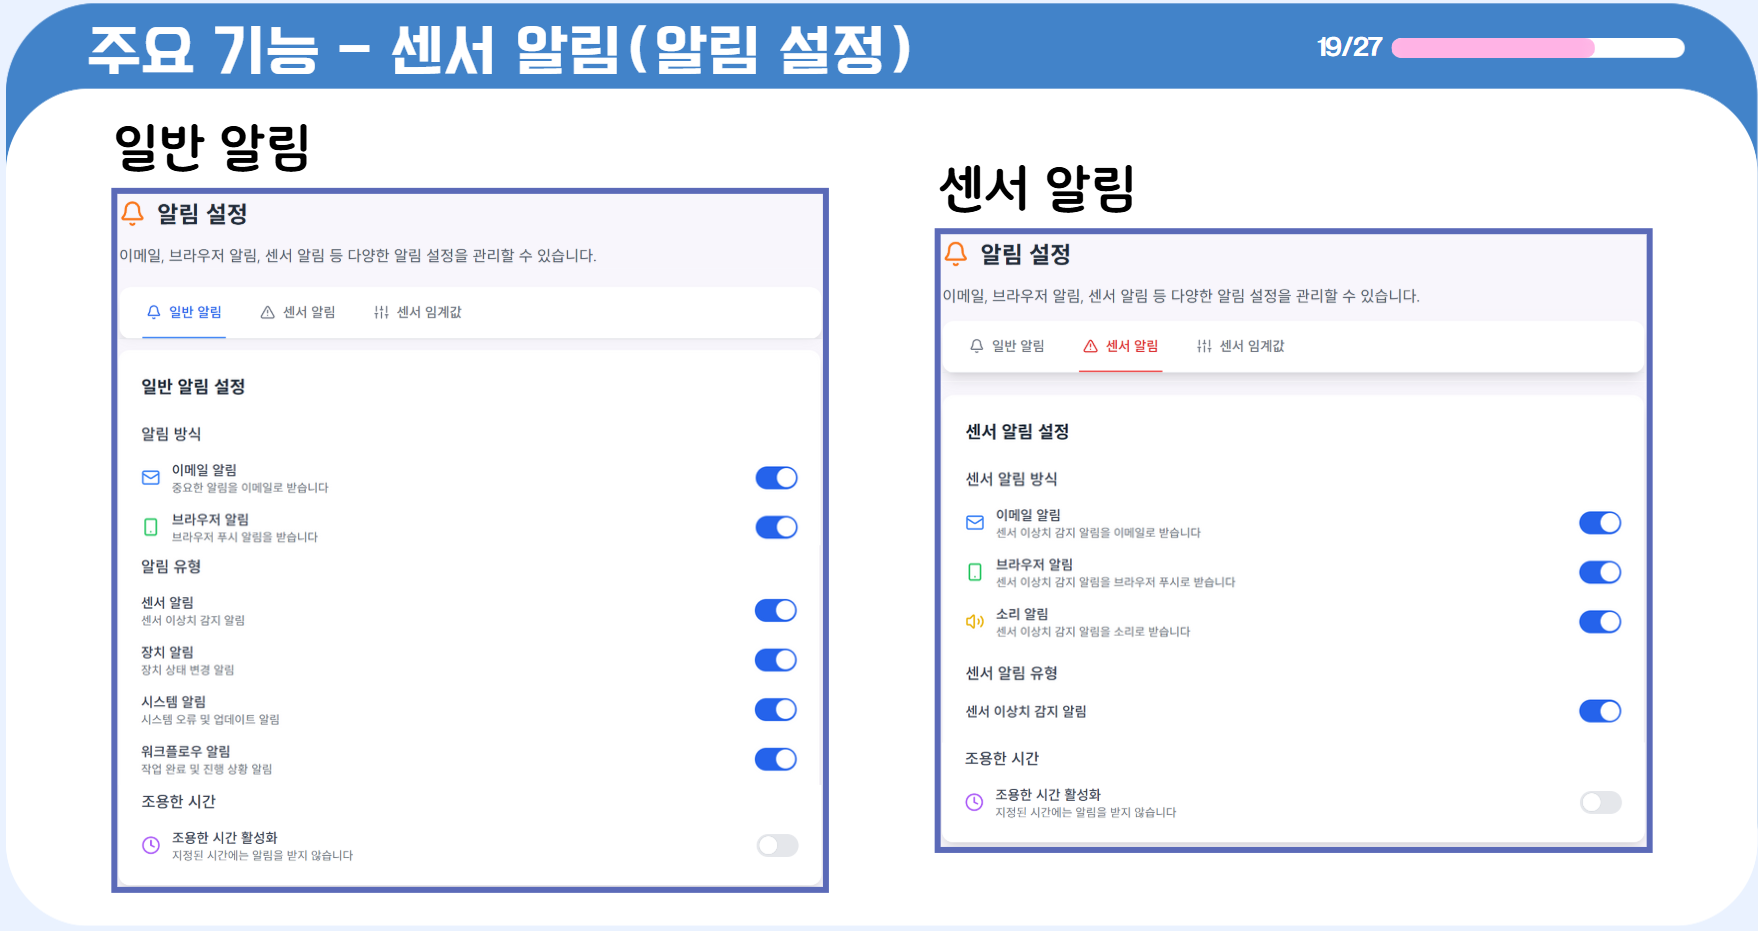 주요 기능 - 센서 알림(알림 설정)
19/27
일반 알림
알림 설정
이메일, 브라우저 알림, 센서 알림 등 다양한 알림 설정을 관리할 수 있습니다.
일반 알림 센서 알림 센서 임계값
일반 알림 설정
알림 방식
이메일 알림
중요한 알림을 이메일로 받습니다
브라우저 알림
브라우저 푸시 알림을 받습니다
알림 유형
센서 알림
센서 이상치 감지 알림
장치 알림
장치 상태 변경 알림
시스템 알림
시스템 오류 및 업데이트 알림
워크플로우 알림
작업 완료 및 진행 상황 알림
조용한 시간
조용한 시간 활성화
지정된 시간에는 알림을 받지 않습니다
센서 알림
알림 설정
이메일, 브라우저 알림, 센서 알림 등 다양한 알림 설정을 관리할 수 있습니다.
일반 알림 센서 알림 센서 임계값
센서 알림 설정
센서 알림 방식
이메일 알림
센서 이상치 감지 알림을 이메일로 받습니다
브라우저 알림
센서 이상치 감지 알림을 브라우저 푸시로 받습니다
소리 알림
센서 이상치 감지 알림을 소리로 받습니다
센서 알림 유형
센서 이상치 감지 알림
조용한 시간
조용한 시간 활성화
지정된 시간에는 알림을 받지 않습니다